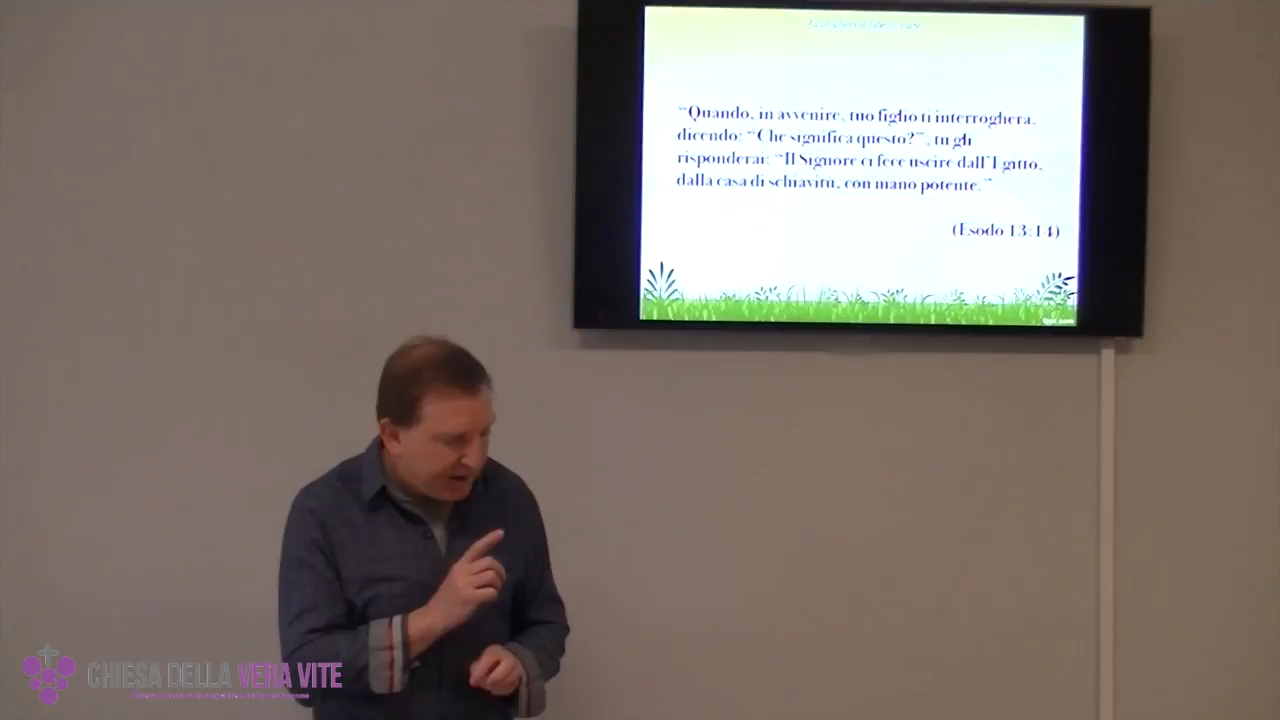 “Quando, in avvenire, tuo figlio ti interrogherà,
dicendo: “Che significa questo?”, tu gli
risponderai: “Il Signore ci fece uscire dall’Egitto,
dalla casa di schiavitù, con mano potente.”
(Esodo 13:14)
CHIESA DELLA VERA VITE